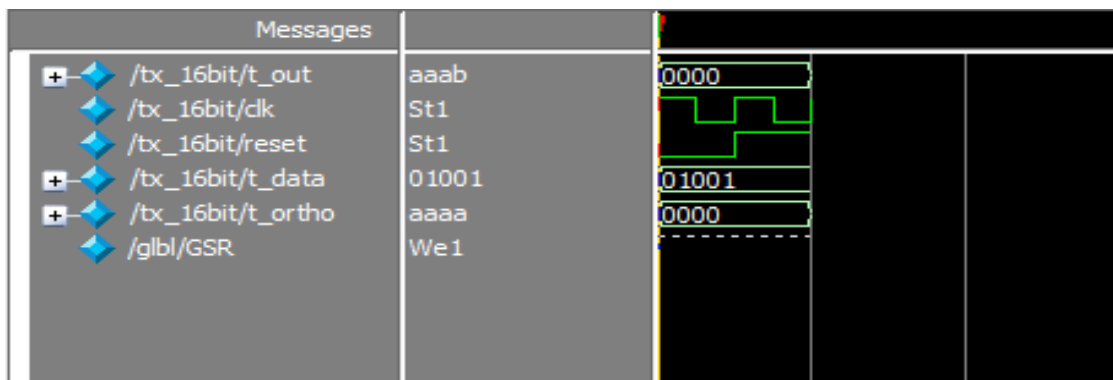 Messages
/tx_16bit/t_out aaab 0000
/tx_16bit/clk St1
/tx_16bit/reset St1
/tx_16bit/t_data 01001 01001
/tx_16bit/t_ortho aaaa 0000
/glbl/GSR We1